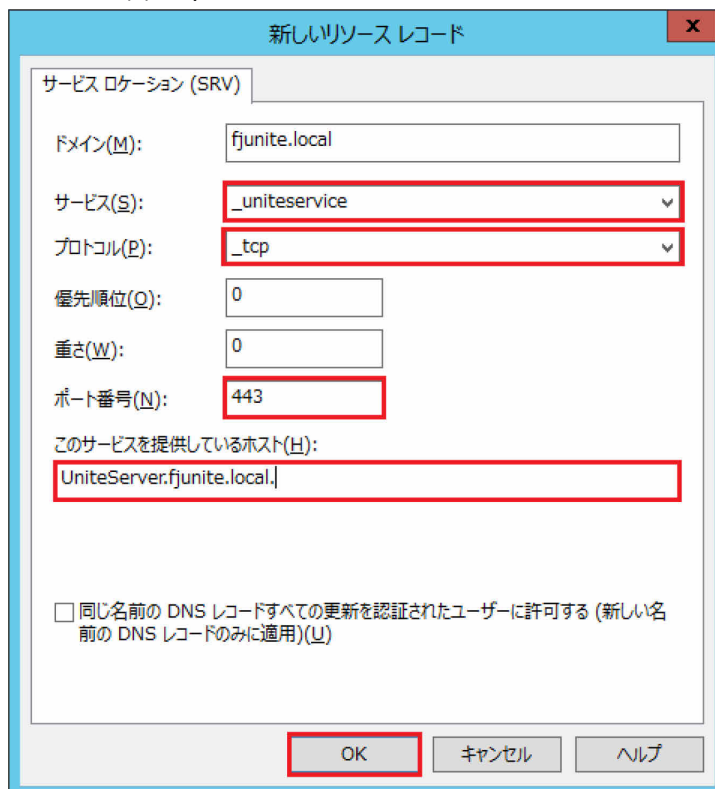 新しいリソース レコード
x
サービス ロケーション (SRV)
ドメイン(M):
fjunite.local
サービス(S):
_uniteservice
プロトコル(P):
_tcp
優先順位(O):
0
重さ(W):
0
ポート番号(N):
443
このサービスを提供しているホスト(H):
UniteServer.fjunite.local.
同じ名前の DNS レコードすべての更新を認証されたユーザーに許可する (新しい名
前の DNS レコードのみに適用)(U)
OK
キャンセル
ヘルプ